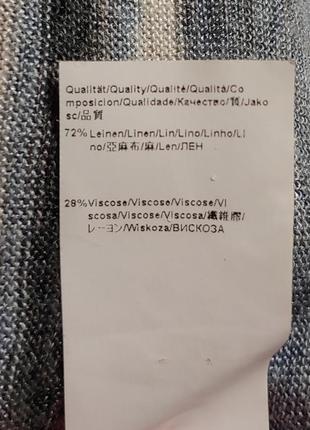 Qualität/Quality/Qualité/Qualitá/Co
mposicion/Qualidade/Качество/質/Jako
sc/品質
72%Leinen/Linen/Lin/Lino/Linho/Li
no/亞麻布/麻/Len/ЛЕН
28%Viscose/Viscose/Viscose/Vi
scosa/Viscose/Viscosa/纖維膠/
レーヨン/Wiskoza/ВИСКОЗА